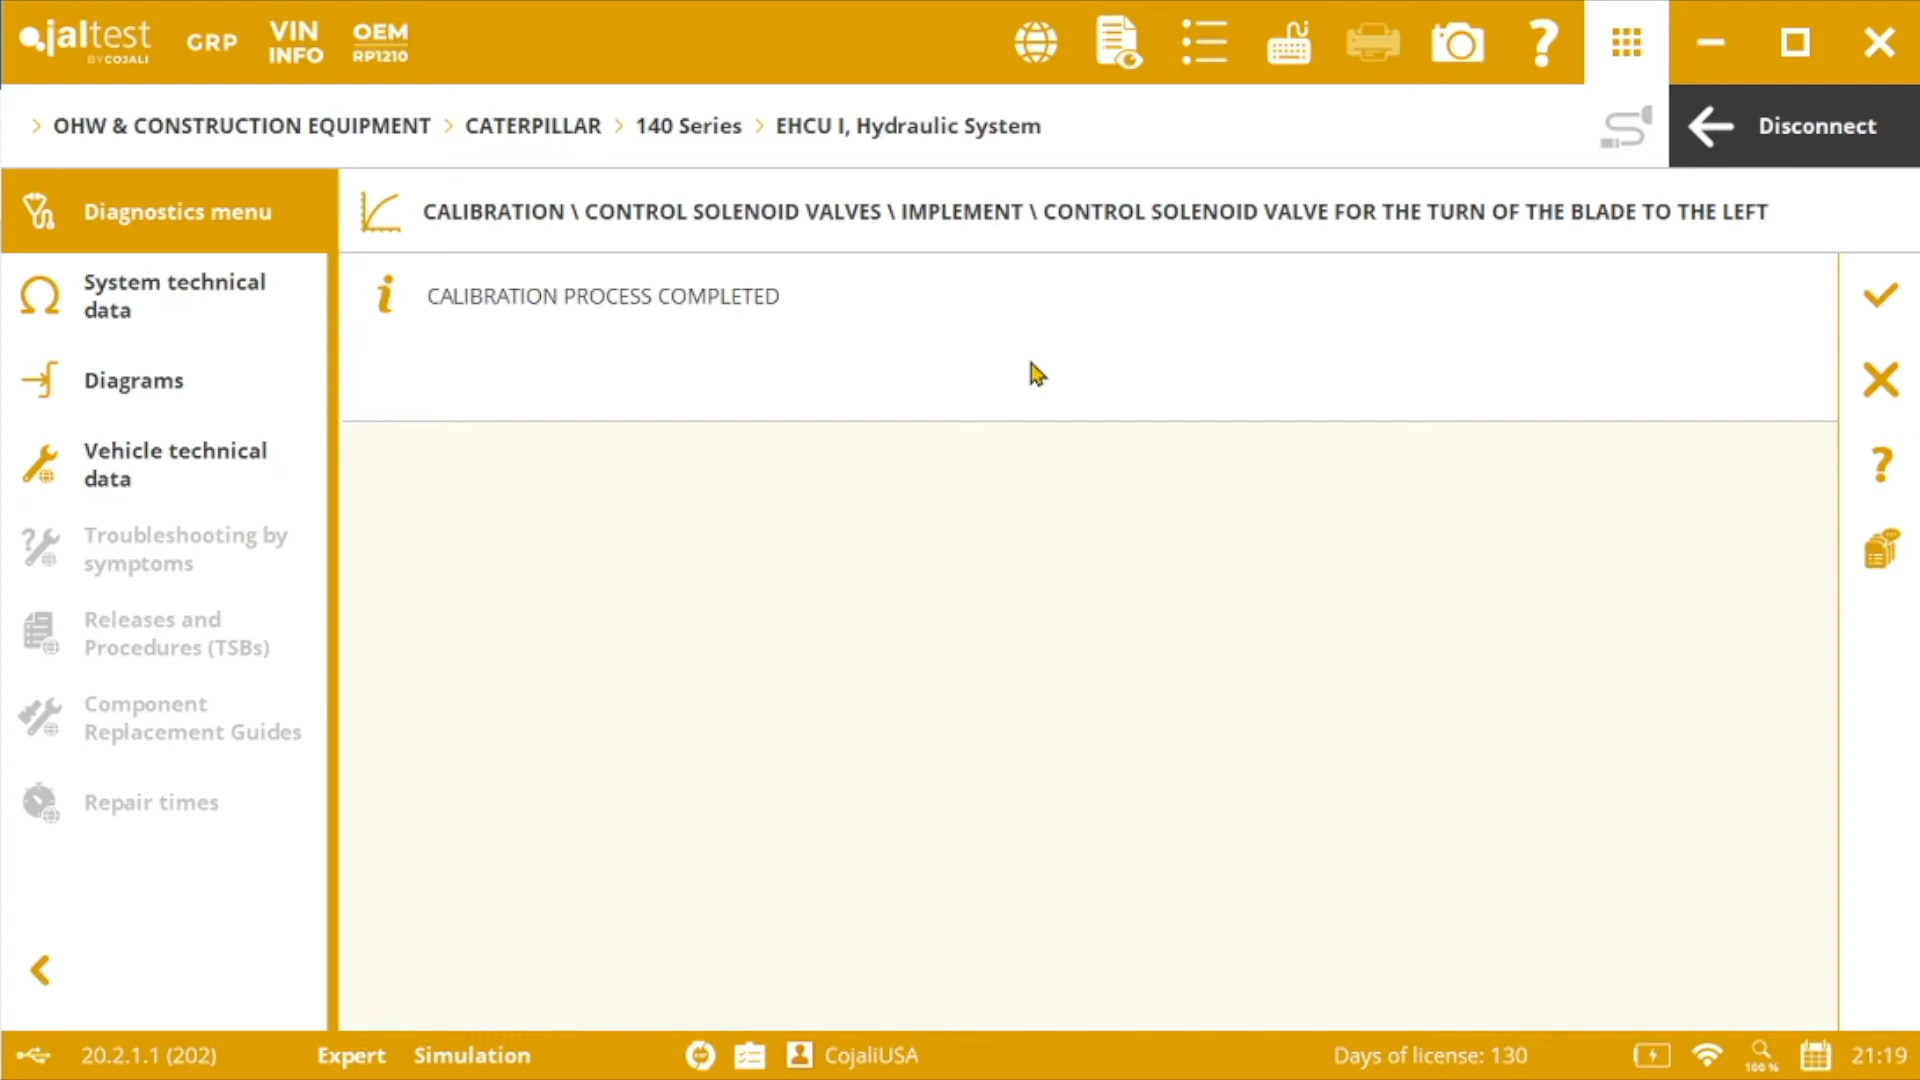 jaltest
BY COJALI
GRP
VIN
INFO
OEM
RP1210
> OHW & CONSTRUCTION EQUIPMENT > CATERPILLAR > 140 Series > EHCU I, Hydraulic System
Disconnect
Diagnostics menu
CALIBRATION \ CONTROL SOLENOID VALVES \ IMPLEMENT \ CONTROL SOLENOID VALVE FOR THE TURN OF THE BLADE TO THE LEFT
System technical
data
CALIBRATION PROCESS COMPLETED
Diagrams
Vehicle technical
data
Troubleshooting by
symptoms
Releases and
Procedures (TSBs)
Component
Replacement Guides
Repair times
20.2.1.1 (202)
Expert
Simulation
CojaliUSA
Days of license: 130
100 %
21:19